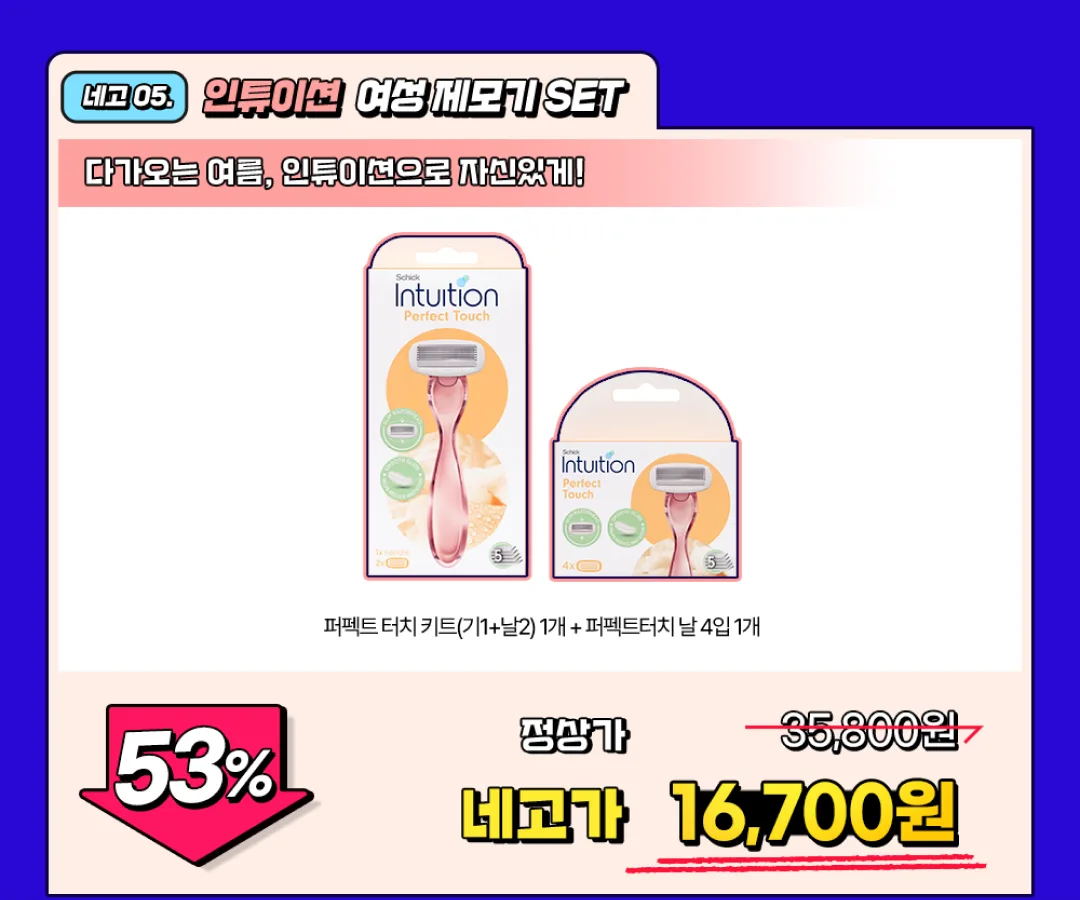 네고 05. 인튜이션 여성 제모기 SET
다가오는 여름, 인튜이션으로 자신있게!
Schick
Intuition
Perfect Touch
2x
5
Schick
Intuition
Perfect
Touch
4x
5
퍼펙트 터치 키트(기1+날2) 1개 + 퍼펙트터치 날 4입 1개
53%
정상가 35,800원
네고가 16,700원